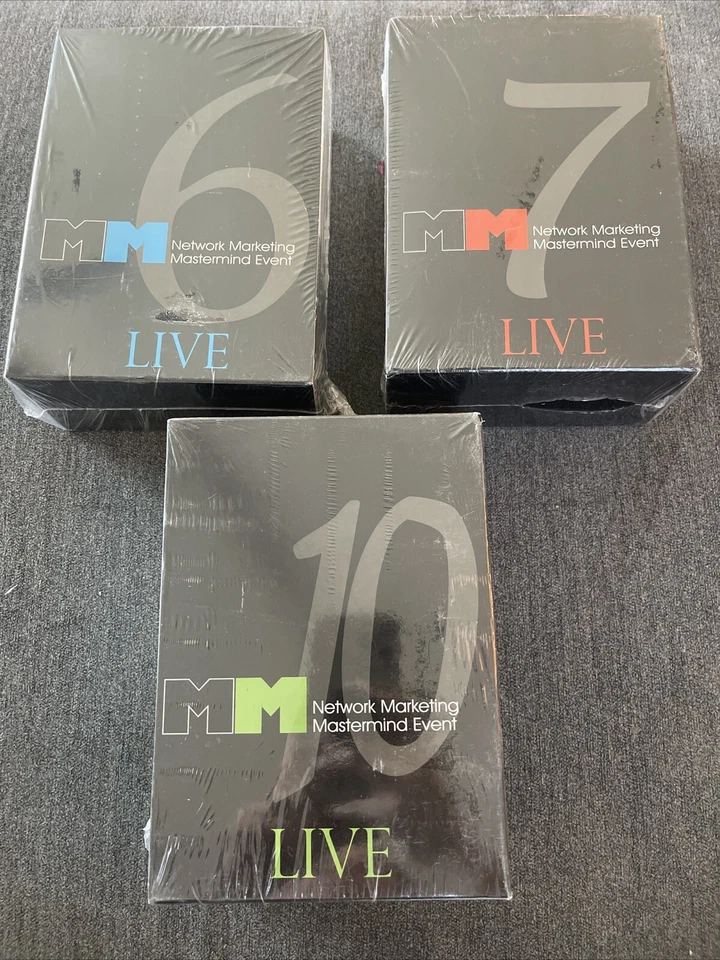 6
MM Network Marketing
Mastermind Event
LIVE
7
MM Network Marketing
Mastermind Event
LIVE
10
MM Network Marketing
Mastermind Event
LIVE